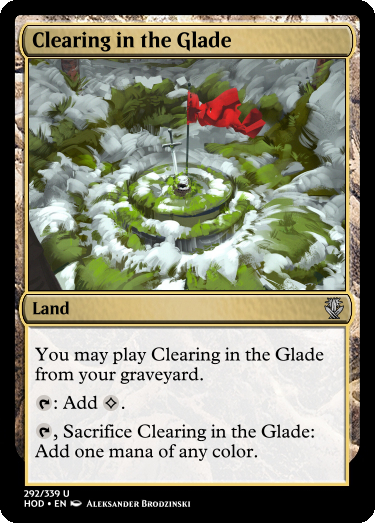 Clearing in the Glade
Land
You may play Clearing in the Glade
from your graveyard.
: Add .
, Sacrifice Clearing in the Glade:
Add one mana of any color.
292/339 U
HOD • EN Aleksander Brodzinski